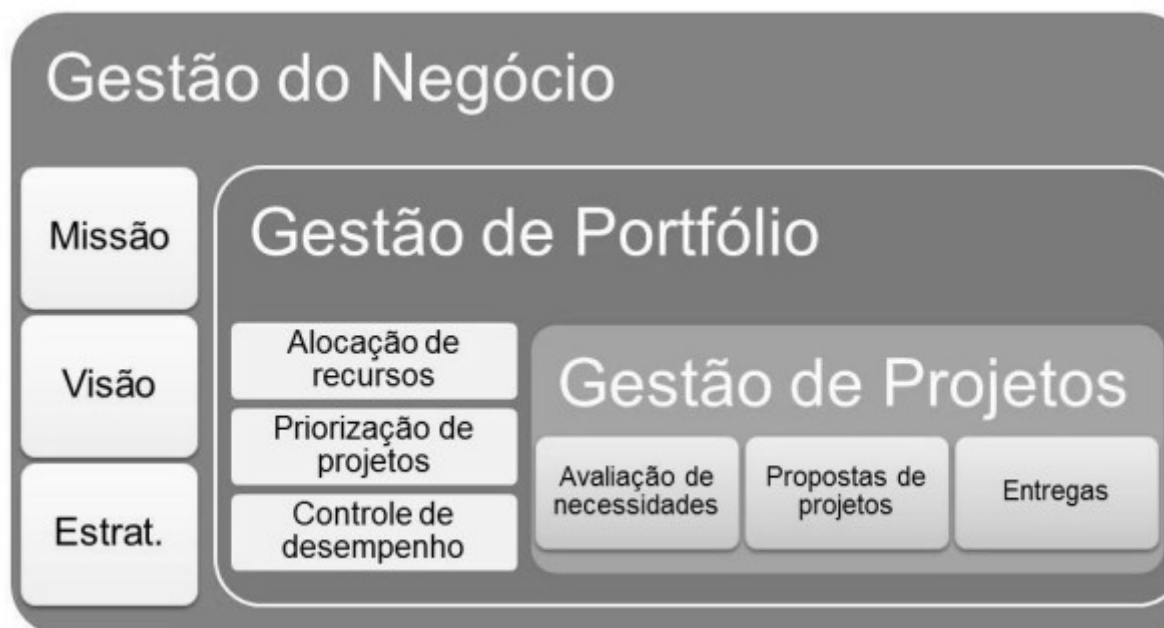 Gestão do Negócio
Missão
Visão
Estrat.
Gestão de Portfólio
Alocação de
recursos
Priorização de
projetos
Controle de
desempenho
Gestão de Projetos
Avaliação de
necessidades
Propostas de
projetos
Entregas